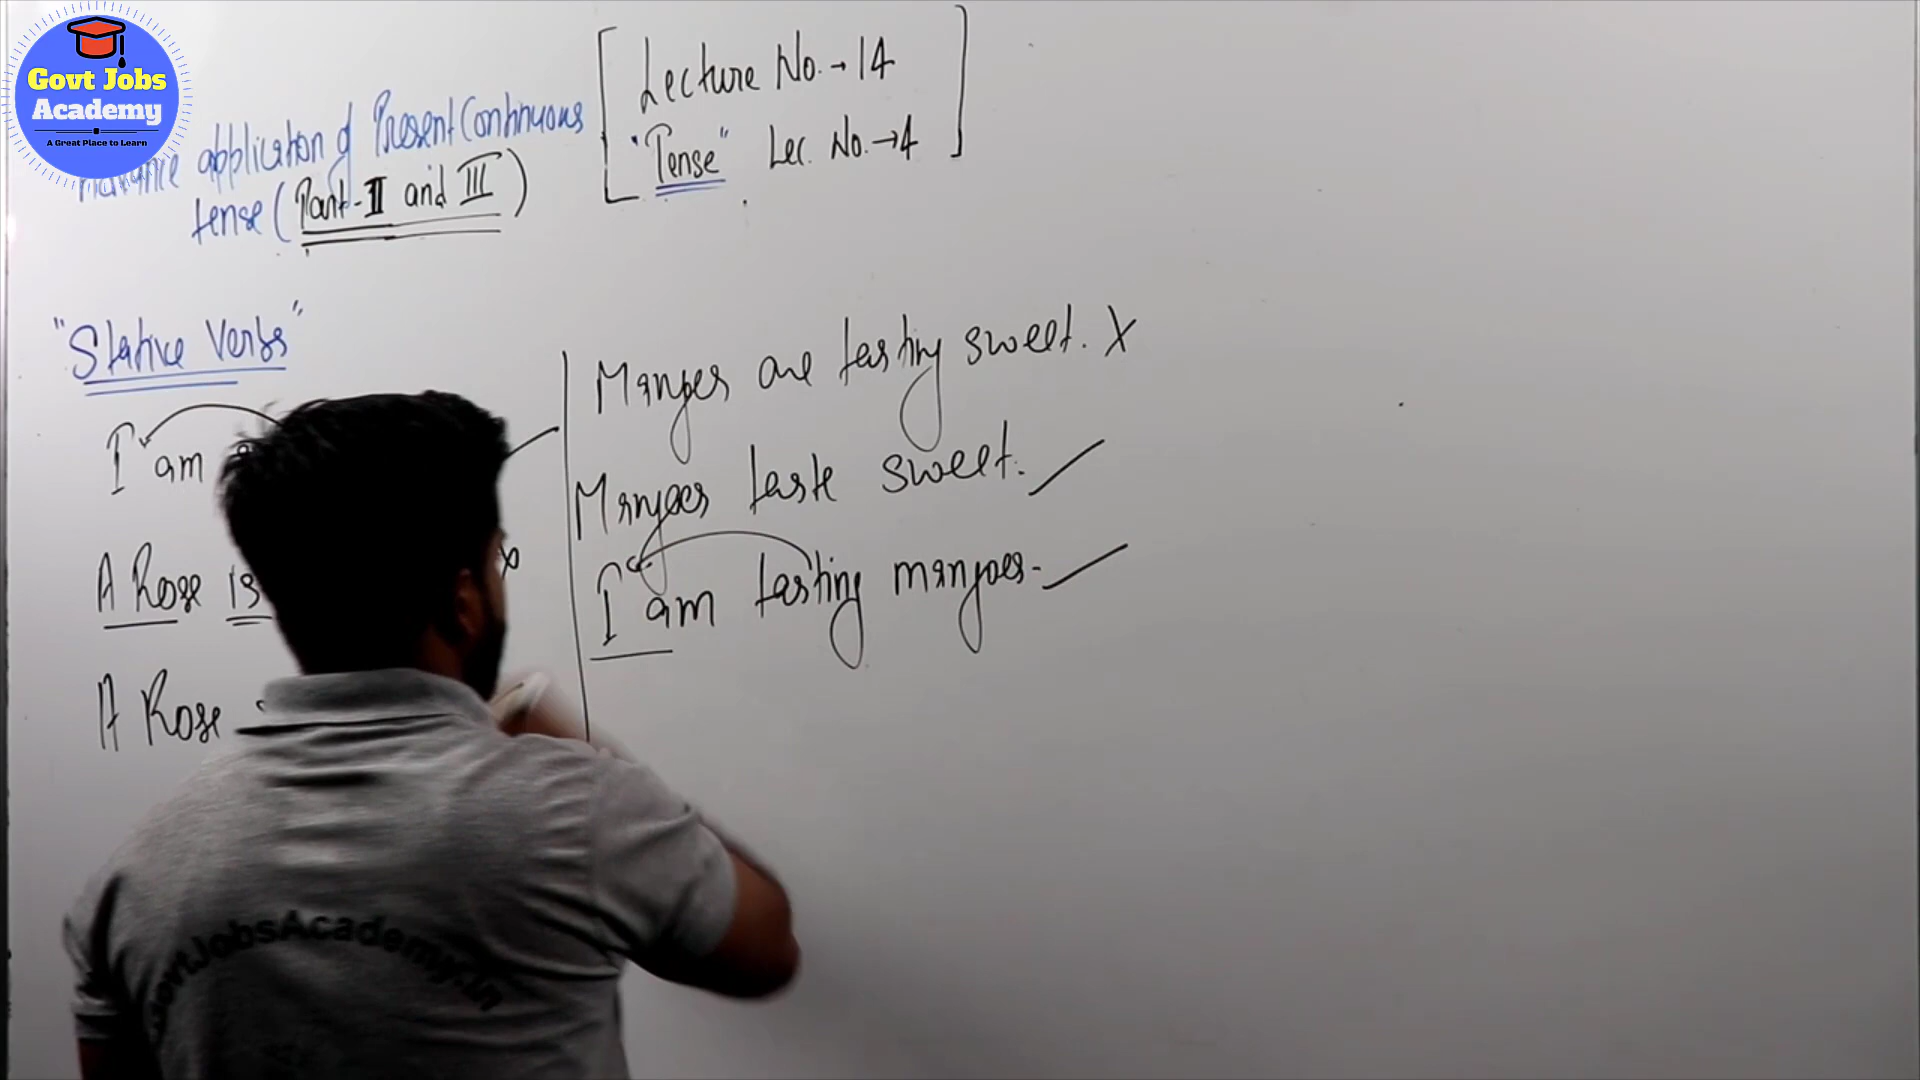 Govt Jobs
Academy
A Great Place to Learn
application of Present Continuous
tense (Part-II and III)
Lecture No. → 14
"Tense" Lec. No. → 4
"Stative Verbs"
I am
A Rose is
A Rose
Mangoes are tasting sweet. X
Mangoes taste sweet.
I am tasting mangoes.
GovtJobsAcademy.in